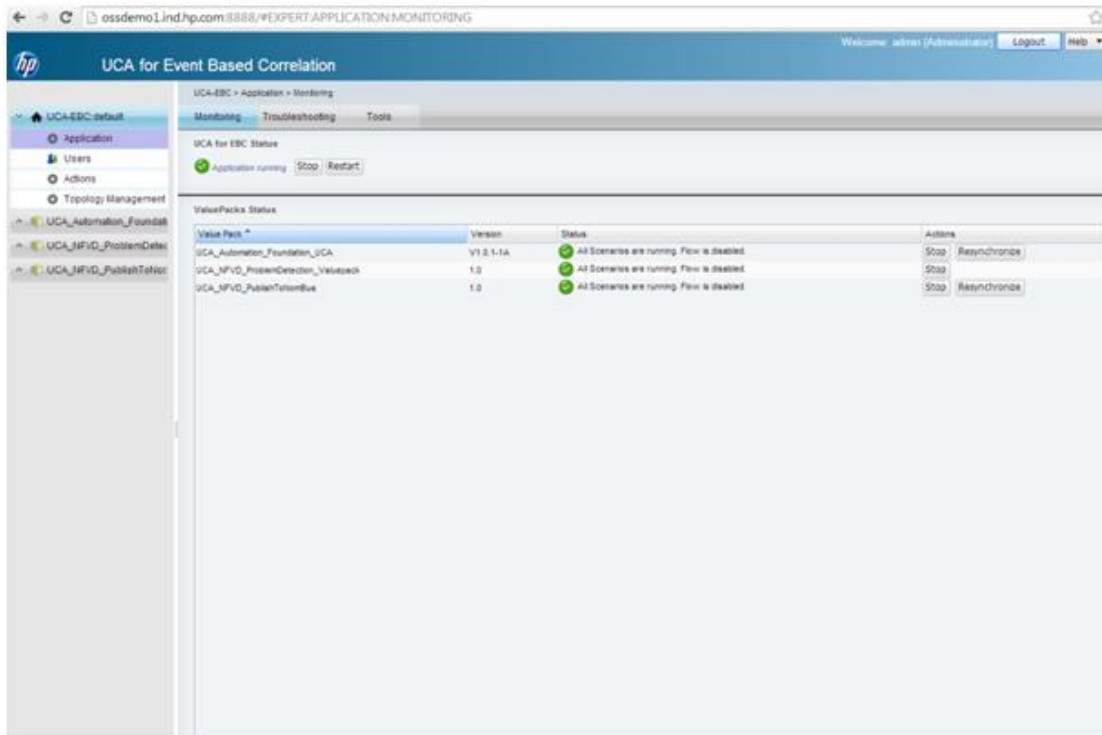 ossdemo1.ind.hp.com:8888/#EXPERT:APPLICATION:MONITORING
Welcome: admin (Administrator) Logout Help
hp UCA for Event Based Correlation
UCA-EBC > Application > Monitoring
UCA-EBC:default
Monitoring Troubleshooting Tools
Application
Users
Actions
Topology Management
UCA_Automation_Foundati
UCA_NFVD_ProblemDetec
UCA_NFVD_PublishToNor
UCA for EBC Status
Application running Stop Restart
ValuePacks Status
Value Pack Version Status Actions
UCA_Automation_Foundation_UCA V1.0.1-1A All Scenarios are running. Flow is disabled. Stop Resynchronize
UCA_NFVD_ProblemDetection_Valuepack 1.0 All Scenarios are running. Flow is disabled. Stop
UCA_NFVD_PublishToNomBus 1.0 All Scenarios are running. Flow is disabled. Stop Resynchronize